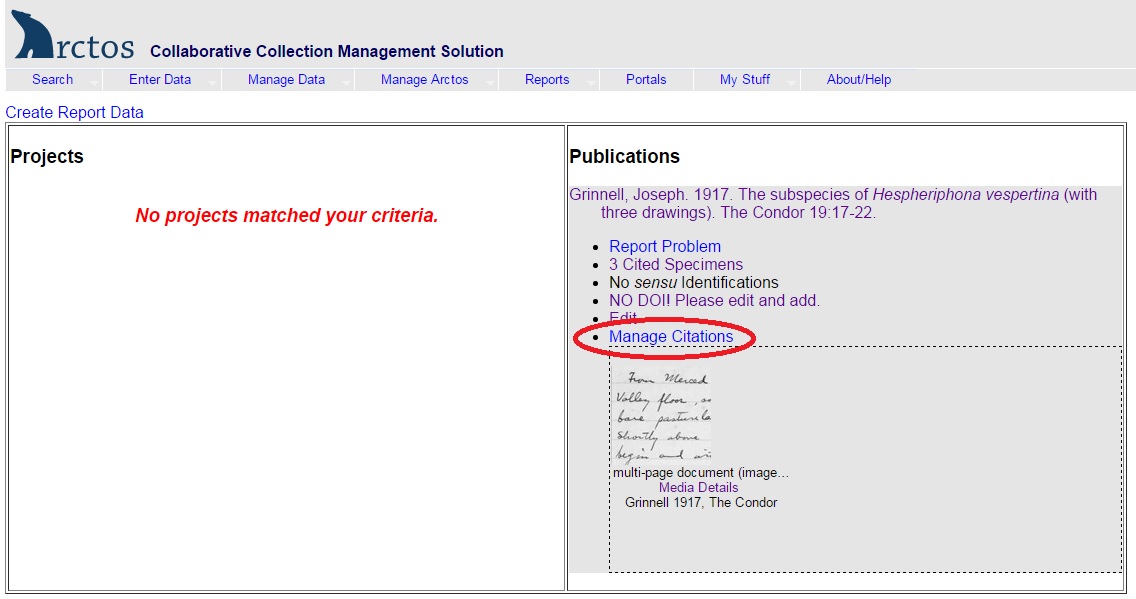 Arctos Collaborative Collection Management Solution
Search Enter Data Manage Data Manage Arctos Reports Portals My Stuff About/Help
Create Report Data
Projects
No projects matched your criteria.
Publications
Grinnell, Joseph. 1917. The subspecies of Hespheriphona vespertina (with
three drawings). The Condor 19:17-22.
Report Problem
3 Cited Specimens
No sensu Identifications
NO DOI! Please edit and add.
Edit
Manage Citations
From Merced
Valley floor, so
bare pasturela
Shortly above
begin and
multi-page document (image...
Media Details
Grinnell 1917, The Condor